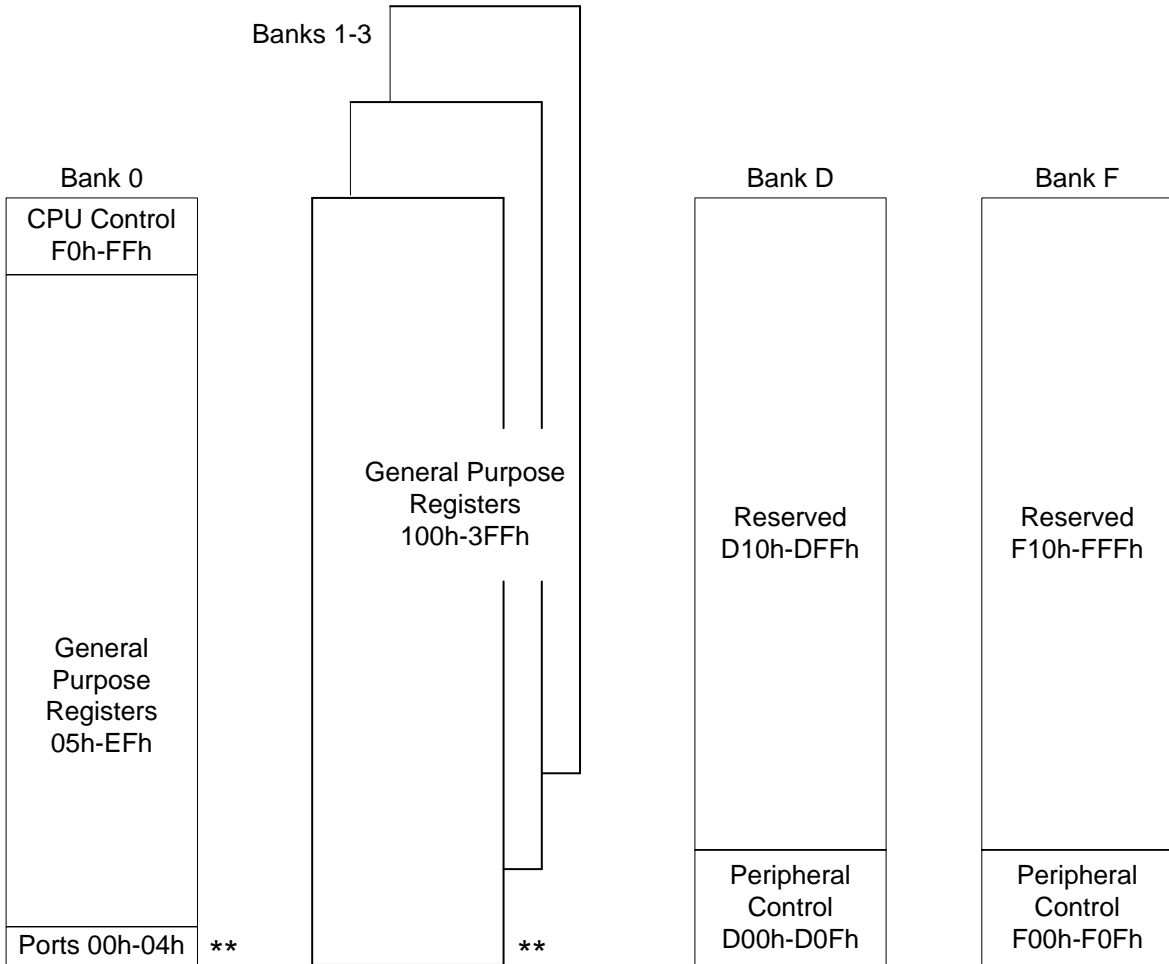 Banks 1-3
Bank 0
CPU Control
F0h-FFh
General
Purpose
Registers
05h-EFh
Ports 00h-04h
**
General Purpose
Registers
100h-3FFh
**
Bank D
Reserved
D10h-DFFh
Peripheral
Control
D00h-D0Fh
Bank F
Reserved
F10h-FFFh
Peripheral
Control
F00h-F0Fh